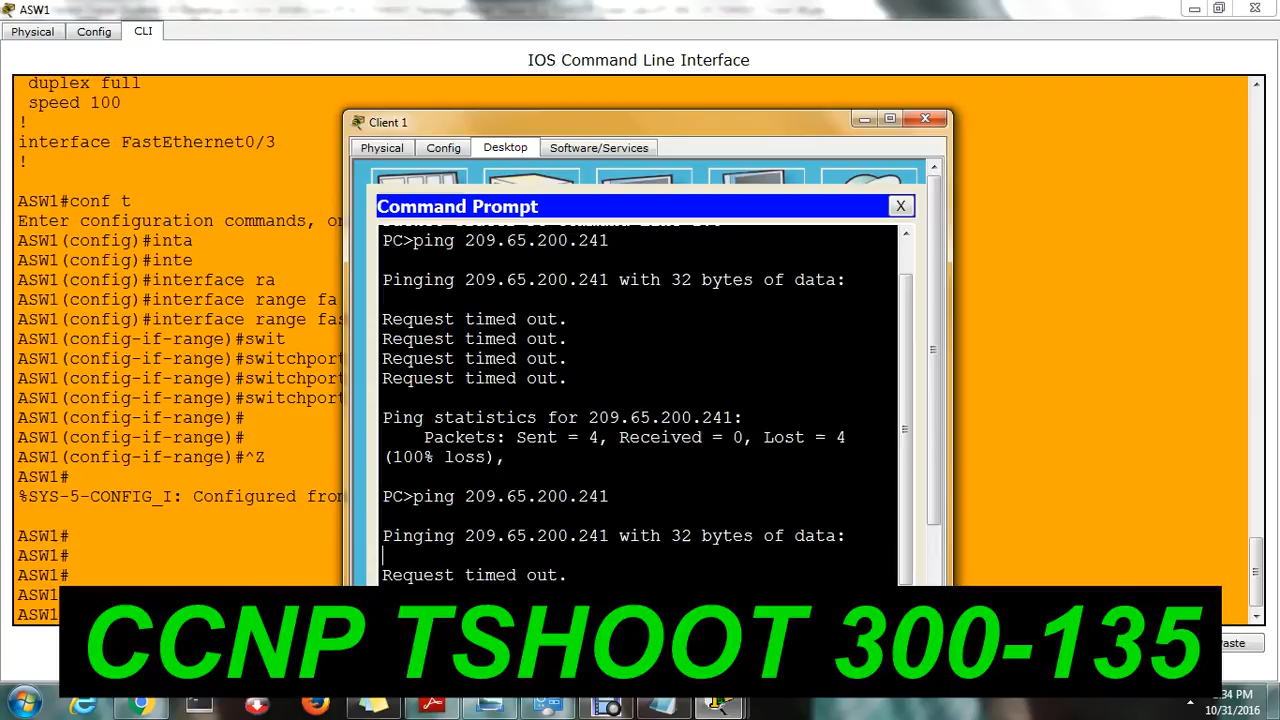 ASW1
Physical
Config
CLI
IOS Command Line Interface
duplex full
speed 100
!
interface FastEthernet0/3
!
ASW1#conf t
Enter configuration commands,
ASW1(config)#inta
ASW1(config)#inte
ASW1(config)#interface ra
ASW1(config)#interface range fa
ASW1(config)#interface range fas
ASW1(config-if-range)#swit
ASW1(config-if-range)#switchport
ASW1(config-if-range)#switchport
ASW1(config-if-range)#switchport
ASW1(config-if-range)#
ASW1(config-if-range)#
ASW1(config-if-range)#^Z
ASW1#
%SYS-5-CONFIG_I: Configured from
ASW1#
ASW1#
ASW1#
ASW1
ASW1
Client 1
Physical
Config
Desktop
Software/Services
Command Prompt
X
PC>ping 209.65.200.241
Pinging 209.65.200.241 with 32 bytes of data:
Request timed out.
Request timed out.
Request timed out.
Request timed out.
Ping statistics for 209.65.200.241:
Packets: Sent = 4, Received = 0, Lost = 4
(100% loss),
PC>ping 209.65.200.241
Pinging 209.65.200.241 with 32 bytes of data:
Request timed out.
CCNP TSHOOT 300-135
:34 PM
10/31/2016